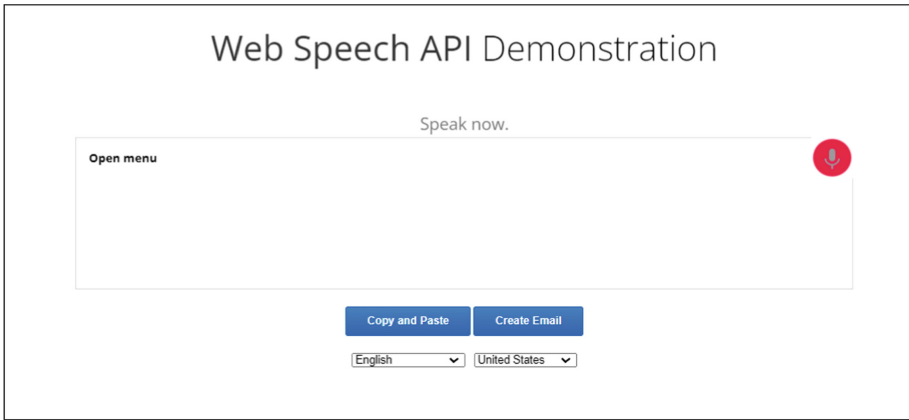 Web Speech API Demonstration
Speak now.
Open menu
Copy and Paste
Create Email
English
United States